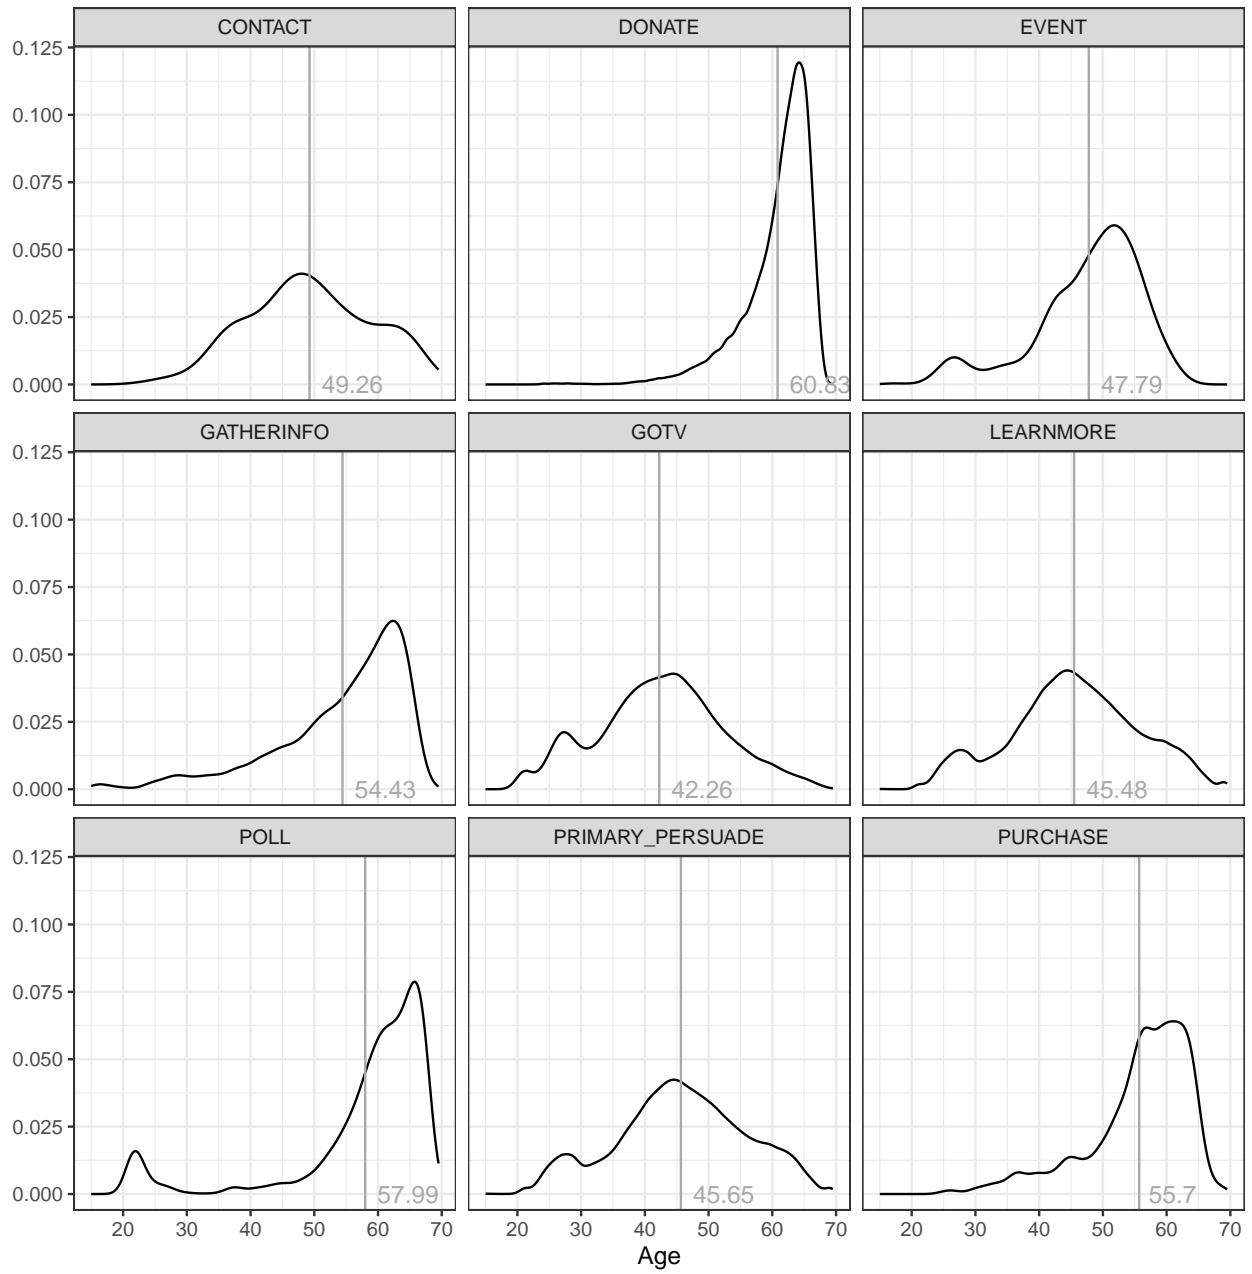 CONTACT DONATE EVENT
0.125
0.100
0.075
0.050
0.025
0.000
49.26 60.83 47.79
GATHERINFO GOTV LEARNMORE
0.125
0.100
0.075
0.050
0.025
0.000
54.43 42.26 45.48
POLL PRIMARY_PERSUADE PURCHASE
0.125
0.100
0.075
0.050
0.025
0.000
57.99 45.65 55.7
20 30 40 50 60 70 20 30 40 50 60 70 20 30 40 50 60 70
Age